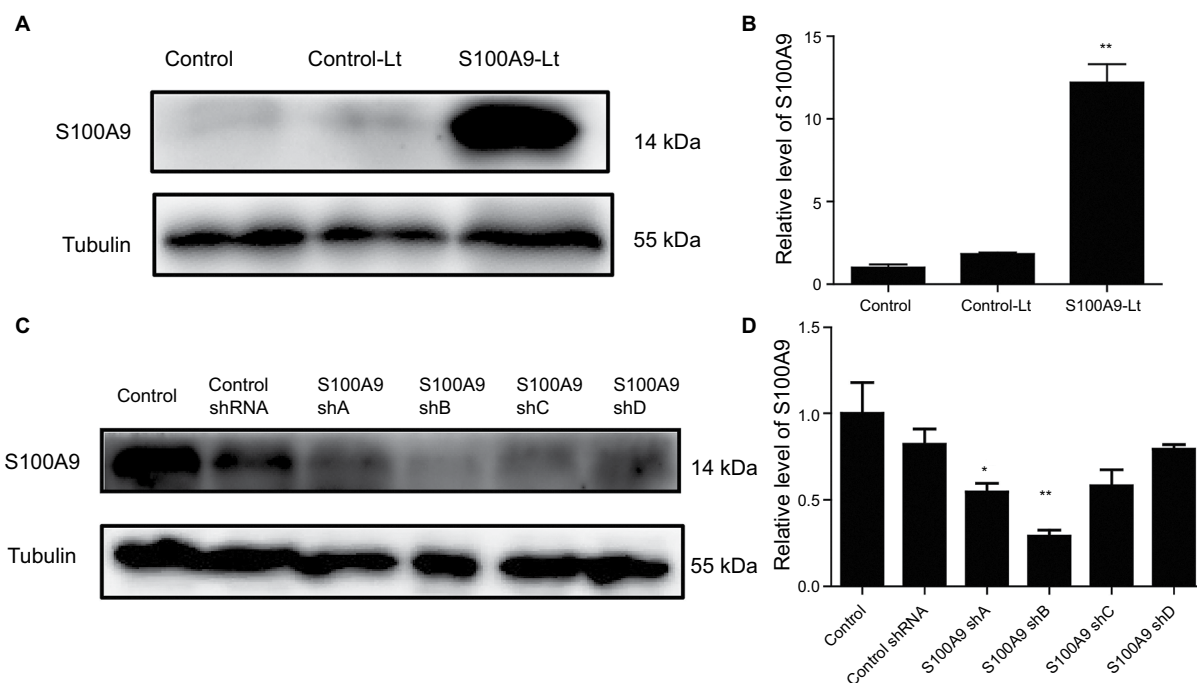 A
Control
Control-Lt
S100A9-Lt
S100A9
14 kDa
Tubulin
55 kDa
B
Relative level of S100A9
15
10
5
0
**
Control
Control-Lt
S100A9-Lt
C
Control
Control
shRNA
S100A9
shA
S100A9
shB
S100A9
shC
S100A9
shD
S100A9
14 kDa
Tubulin
55 kDa
D
Relative level of S100A9
1.5
1.0
0.5
0.0
*
**
Control
Control shRNA
S100A9 shA
S100A9 shB
S100A9 shC
S100A9 shD